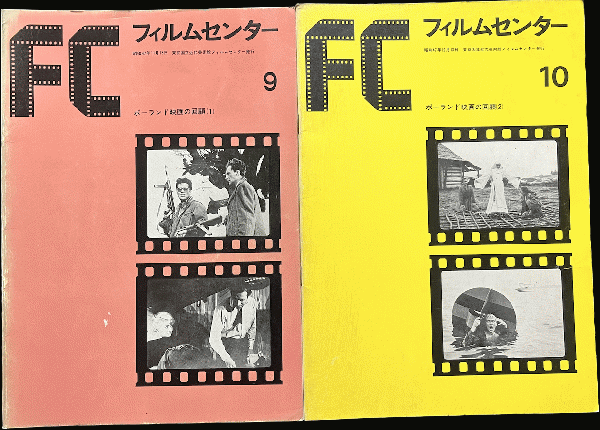 FC
フィルムセンター
9
ポーランド映画の回顧(1)
FC
フィルムセンター
10
ポーランド映画の回顧(2)